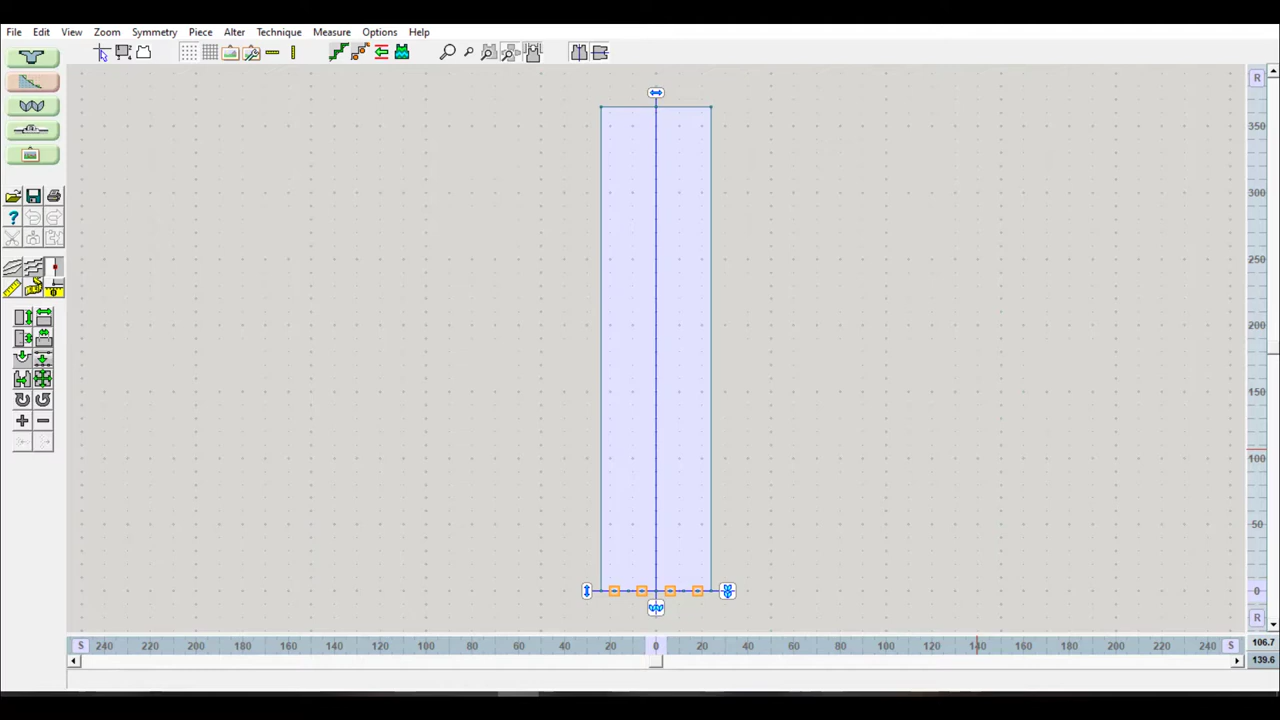 File Edit View Zoom Symmetry Piece Alter Technique Measure Options Help
R
350
300
250
200
150
100
50
0
R
S 240 220 200 180 160 140 120 100 80 60 40 20 0 20 40 60 80 100 120 140 160 180 200 220 240 S
106.7
139.6